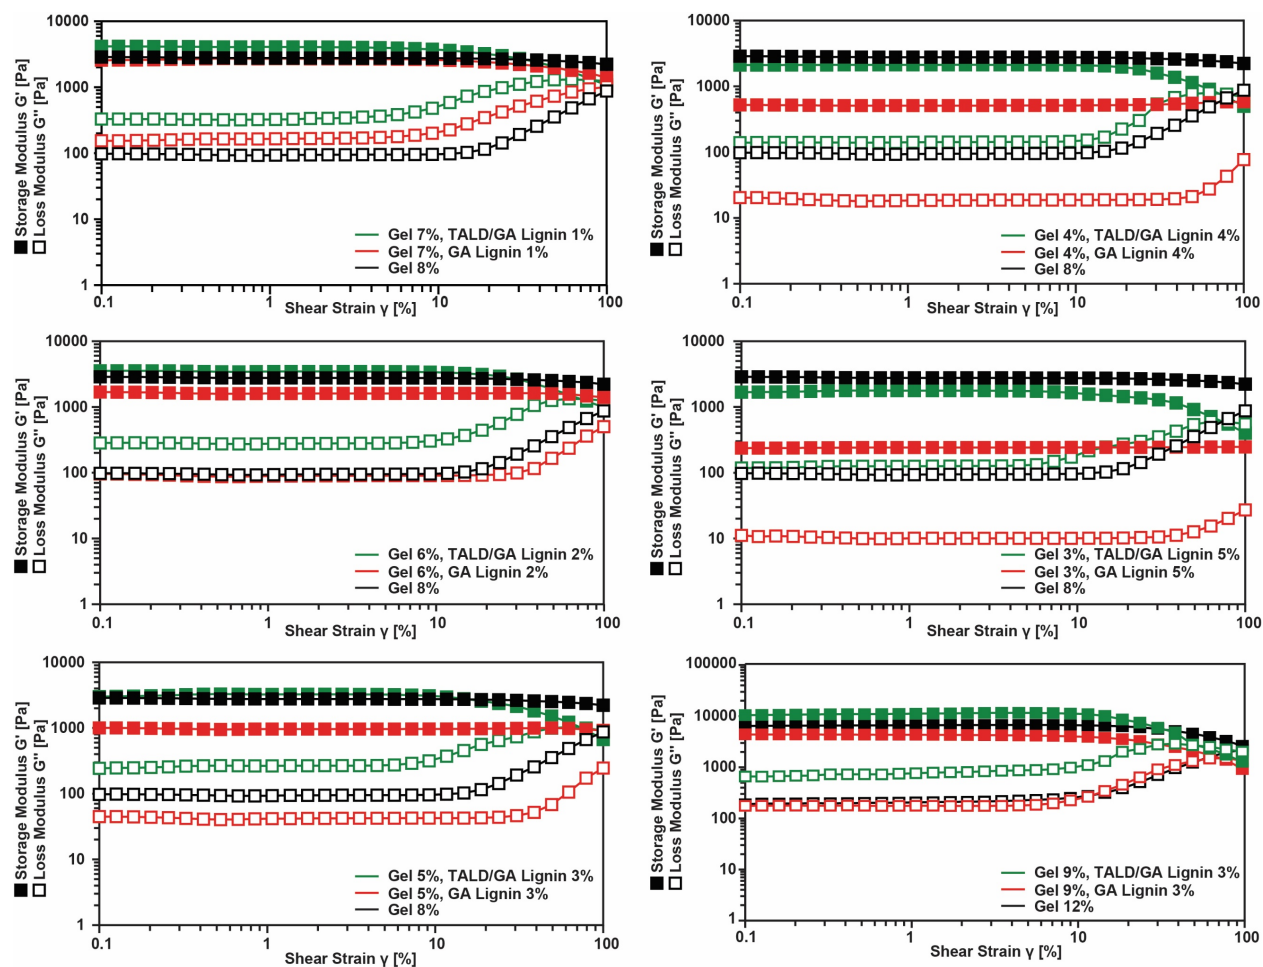 Storage Modulus G' [Pa]
Loss Modulus G'' [Pa]
10000
1000
100
10
1
Gel 7%, TALD/GA Lignin 1%
Gel 7%, GA Lignin 1%
Gel 8%
0.1 1 10 100
Shear Strain γ [%]
Storage Modulus G' [Pa]
Loss Modulus G'' [Pa]
10000
1000
100
10
1
Gel 4%, TALD/GA Lignin 4%
Gel 4%, GA Lignin 4%
Gel 8%
0.1 1 10 100
Shear Strain γ [%]
Storage Modulus G' [Pa]
Loss Modulus G'' [Pa]
10000
1000
100
10
1
Gel 6%, TALD/GA Lignin 2%
Gel 6%, GA Lignin 2%
Gel 8%
0.1 1 10 100
Shear Strain γ [%]
Storage Modulus G' [Pa]
Loss Modulus G'' [Pa]
10000
1000
100
10
1
Gel 3%, TALD/GA Lignin 5%
Gel 3%, GA Lignin 5%
Gel 8%
0.1 1 10 100
Shear Strain γ [%]
Storage Modulus G' [Pa]
Loss Modulus G'' [Pa]
10000
1000
100
10
1
Gel 5%, TALD/GA Lignin 3%
Gel 5%, GA Lignin 3%
Gel 8%
0.1 1 10 100
Shear Strain γ [%]
Storage Modulus G' [Pa]
Loss Modulus G'' [Pa]
100000
10000
1000
100
10
1
Gel 9%, TALD/GA Lignin 3%
Gel 9%, GA Lignin 3%
Gel 12%
0.1 1 10 100
Shear Strain γ [%]